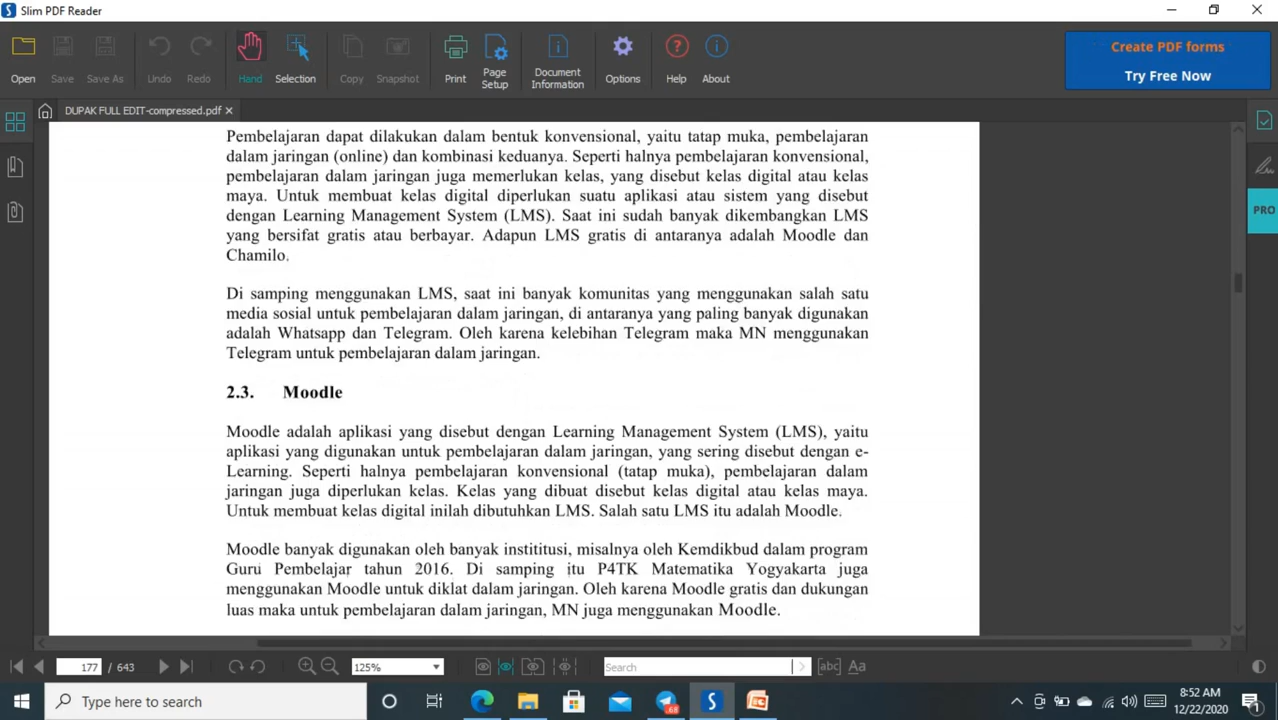 Slim PDF Reader
Open
Save
Save As
Undo
Redo
Hand
Selection
Copy
Snapshot
Print
Page Setup
Document Information
Options
Help
About
Create PDF forms
Try Free Now
DUPAK FULL EDIT-compressed.pdf
PRO
Pembelajaran dapat dilakukan dalam bentuk konvensional, yaitu tatap muka, pembelajaran
dalam jaringan (online) dan kombinasi keduanya. Seperti halnya pembelajaran konvensional,
pembelajaran dalam jaringan juga memerlukan kelas, yang disebut kelas digital atau kelas
maya. Untuk membuat kelas digital diperlukan suatu aplikasi atau sistem yang disebut
dengan Learning Management System (LMS). Saat ini sudah banyak dikembangkan LMS
yang bersifat gratis atau berbayar. Adapun LMS gratis di antaranya adalah Moodle dan
Chamilo.
Di samping menggunakan LMS, saat ini banyak komunitas yang menggunakan salah satu
media sosial untuk pembelajaran dalam jaringan, di antaranya yang paling banyak digunakan
adalah Whatsapp dan Telegram. Oleh karena kelebihan Telegram maka MN menggunakan
Telegram untuk pembelajaran dalam jaringan.
2.3. Moodle
Moodle adalah aplikasi yang disebut dengan Learning Management System (LMS), yaitu
aplikasi yang digunakan untuk pembelajaran dalam jaringan, yang sering disebut dengan e-
Learning. Seperti halnya pembelajaran konvensional (tatap muka), pembelajaran dalam
jaringan juga diperlukan kelas. Kelas yang dibuat disebut kelas digital atau kelas maya.
Untuk membuat kelas digital inilah dibutuhkan LMS. Salah satu LMS itu adalah Moodle.
Moodle banyak digunakan oleh banyak instititusi, misalnya oleh Kemdikbud dalam program
Guru Pembelajar tahun 2016. Di samping itu P4TK Matematika Yogyakarta juga
menggunakan Moodle untuk diklat dalam jaringan. Oleh karena Moodle gratis dan dukungan
luas maka untuk pembelajaran dalam jaringan, MN juga menggunakan Moodle.
177 / 643
125%
Search
[abc]
Aa
Type here to search
68
8:52 AM
12/22/2020
1